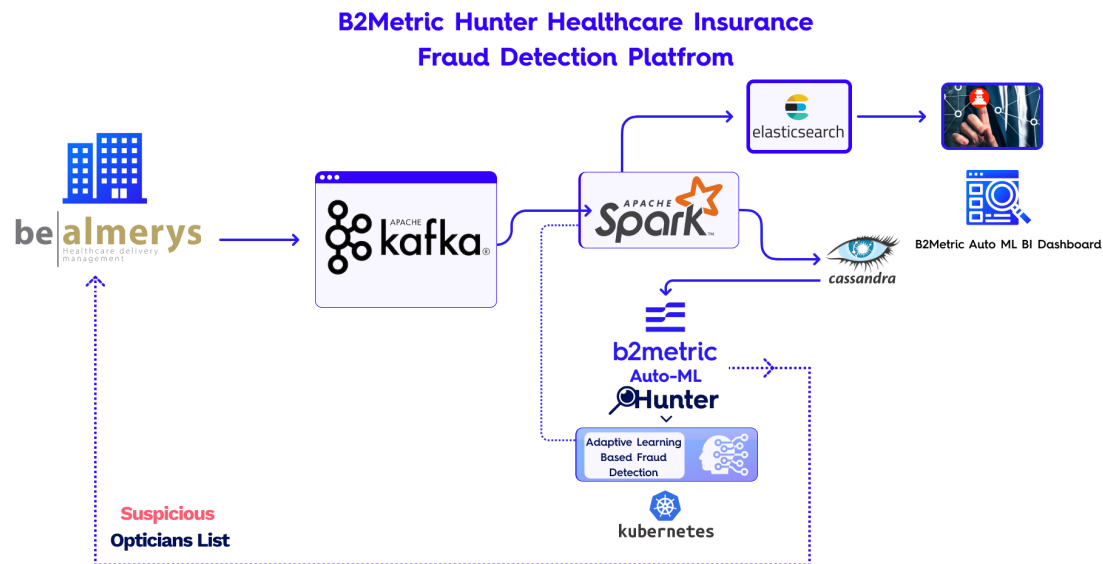 B2Metric Hunter Healthcare Insurance
Fraud Detection Platfrom
elasticsearch
be|almerys
Healthcare delivery
management
APACHE
kafka®
APACHE
Spark™
B2Metric Auto ML BI Dashboard
cassandra
b2metric
Auto-ML
Hunter
Adaptive Learning
Based Fraud
Detection
kubernetes
Suspicious
Opticians List